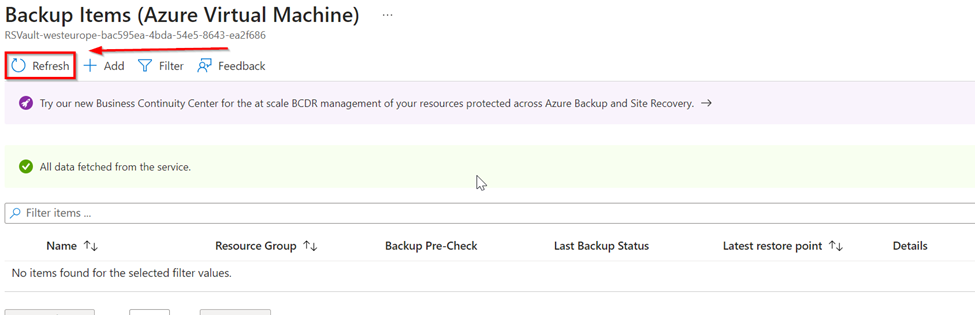 Backup Items (Azure Virtual Machine) ...
RSVault-westeurope-bac595ea-4bda-54e5-8643-ea2f686
Refresh Add Filter Feedback
Try our new Business Continuity Center for the at scale BCDR management of your resources protected across Azure Backup and Site Recovery. →
All data fetched from the service.
Filter items ...
Name ↑↓ Resource Group ↑↓ Backup Pre-Check Last Backup Status Latest restore point ↑↓ Details
No items found for the selected filter values.